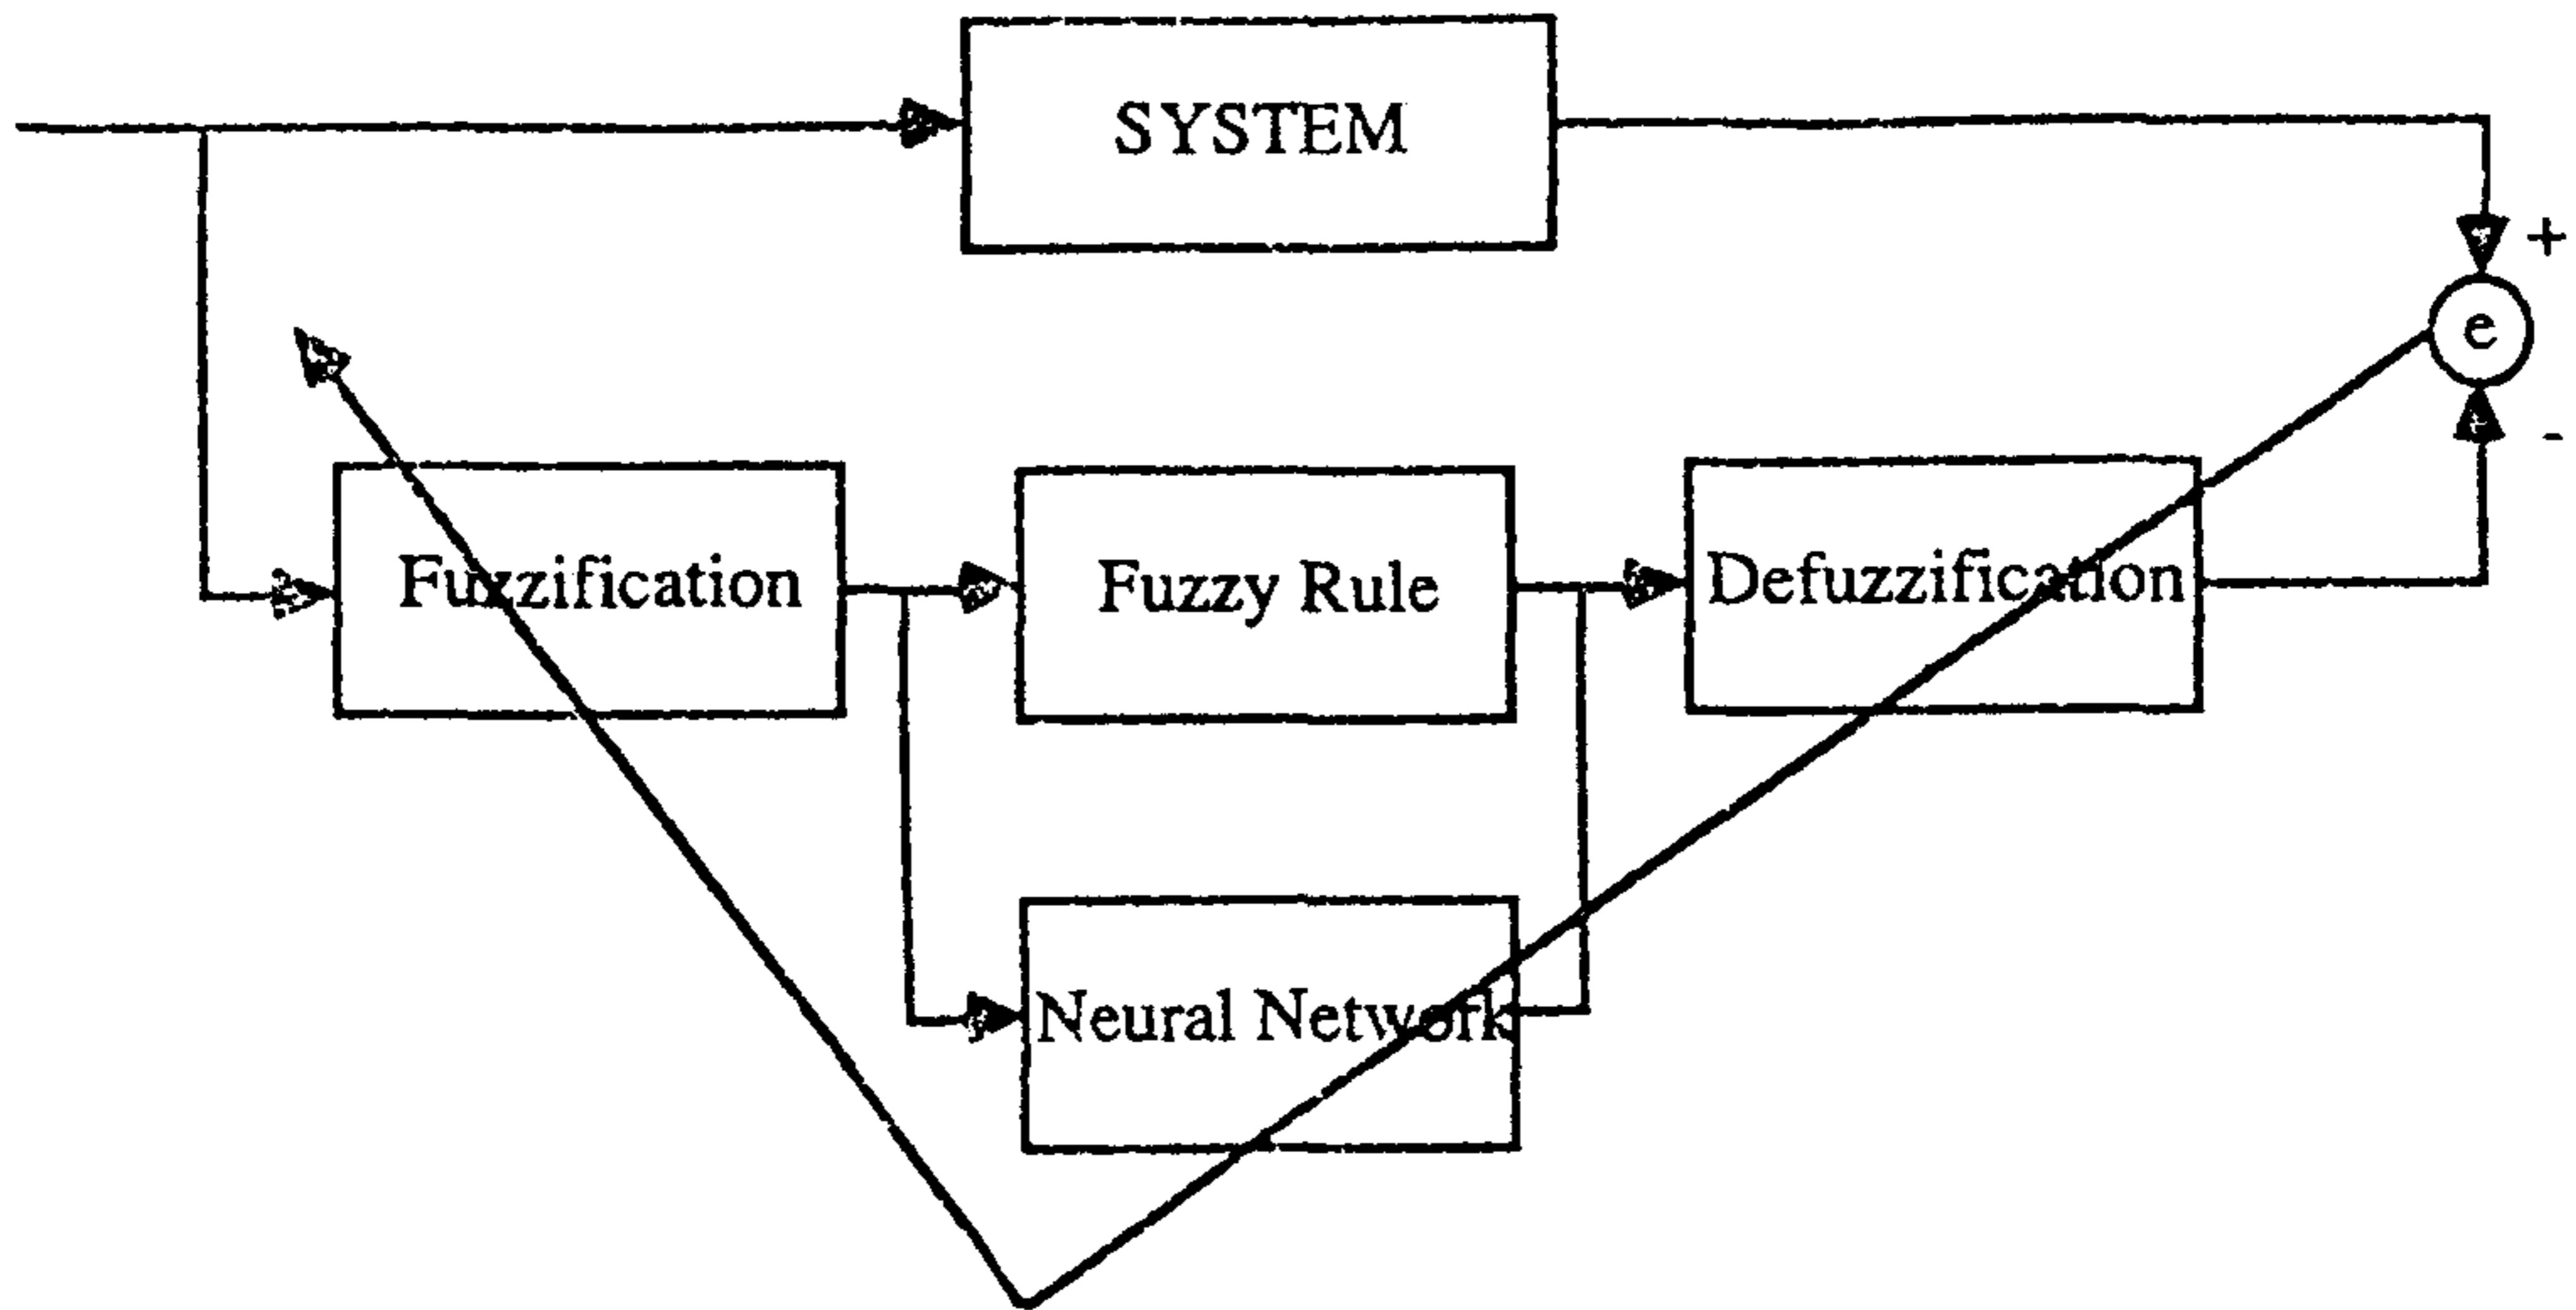 SYSTEM
+
e
-
Fuzzification
Fuzzy Rule
Defuzzification
Neural Network